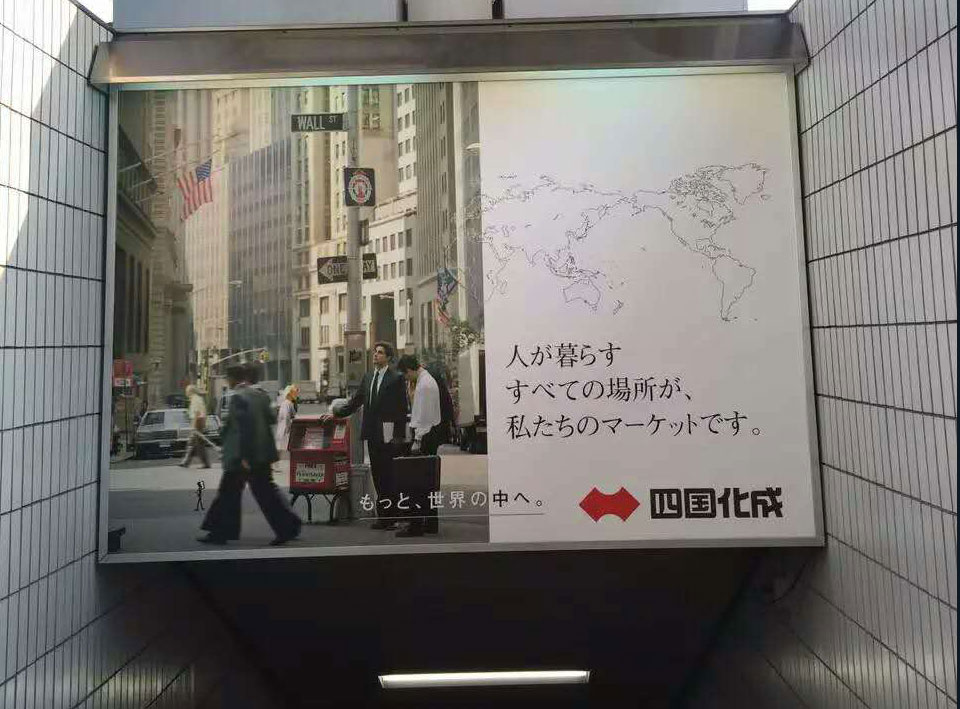 WALL ST
ONE WAY
人が暮らす
すべての場所が、
私たちのマーケットです。
もっと、世界の中へ。
四国化成